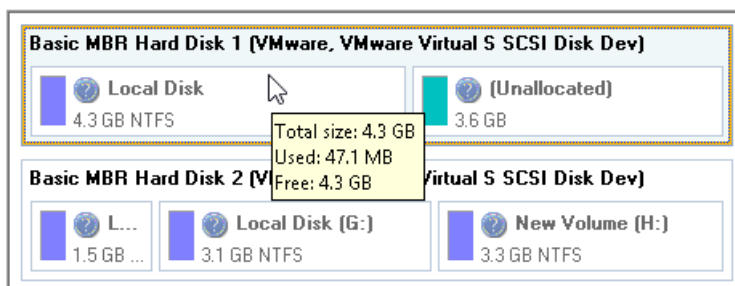 Basic MBR Hard Disk 1 (VMware, VMware Virtual S SCSI Disk Dev)
Local Disk
4.3 GB NTFS
(Unallocated)
3.6 GB
Total size: 4.3 GB
Used: 47.1 MB
Free: 4.3 GB
Basic MBR Hard Disk 2 (V Virtual S SCSI Disk Dev)
L...
1.5 GB ...
Local Disk (G:)
3.1 GB NTFS
New Volume (H:)
3.3 GB NTFS